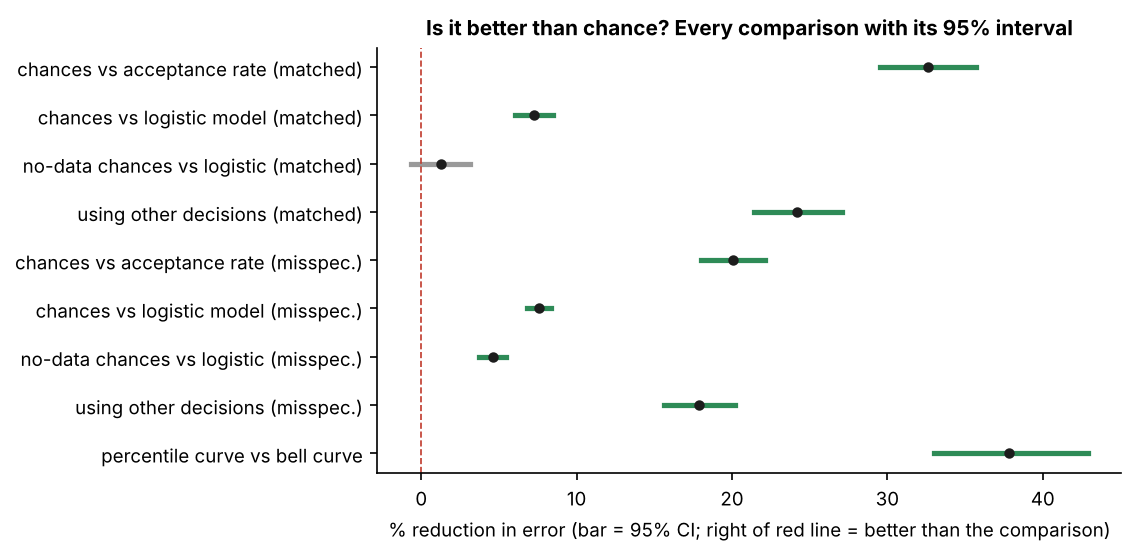 Is it better than chance? Every comparison with its 95% interval
chances vs acceptance rate (matched)
chances vs logistic model (matched)
no-data chances vs logistic (matched)
using other decisions (matched)
chances vs acceptance rate (misspec.)
chances vs logistic model (misspec.)
no-data chances vs logistic (misspec.)
using other decisions (misspec.)
percentile curve vs bell curve
0 10 20 30 40
% reduction in error (bar = 95% CI; right of red line = better than the comparison)